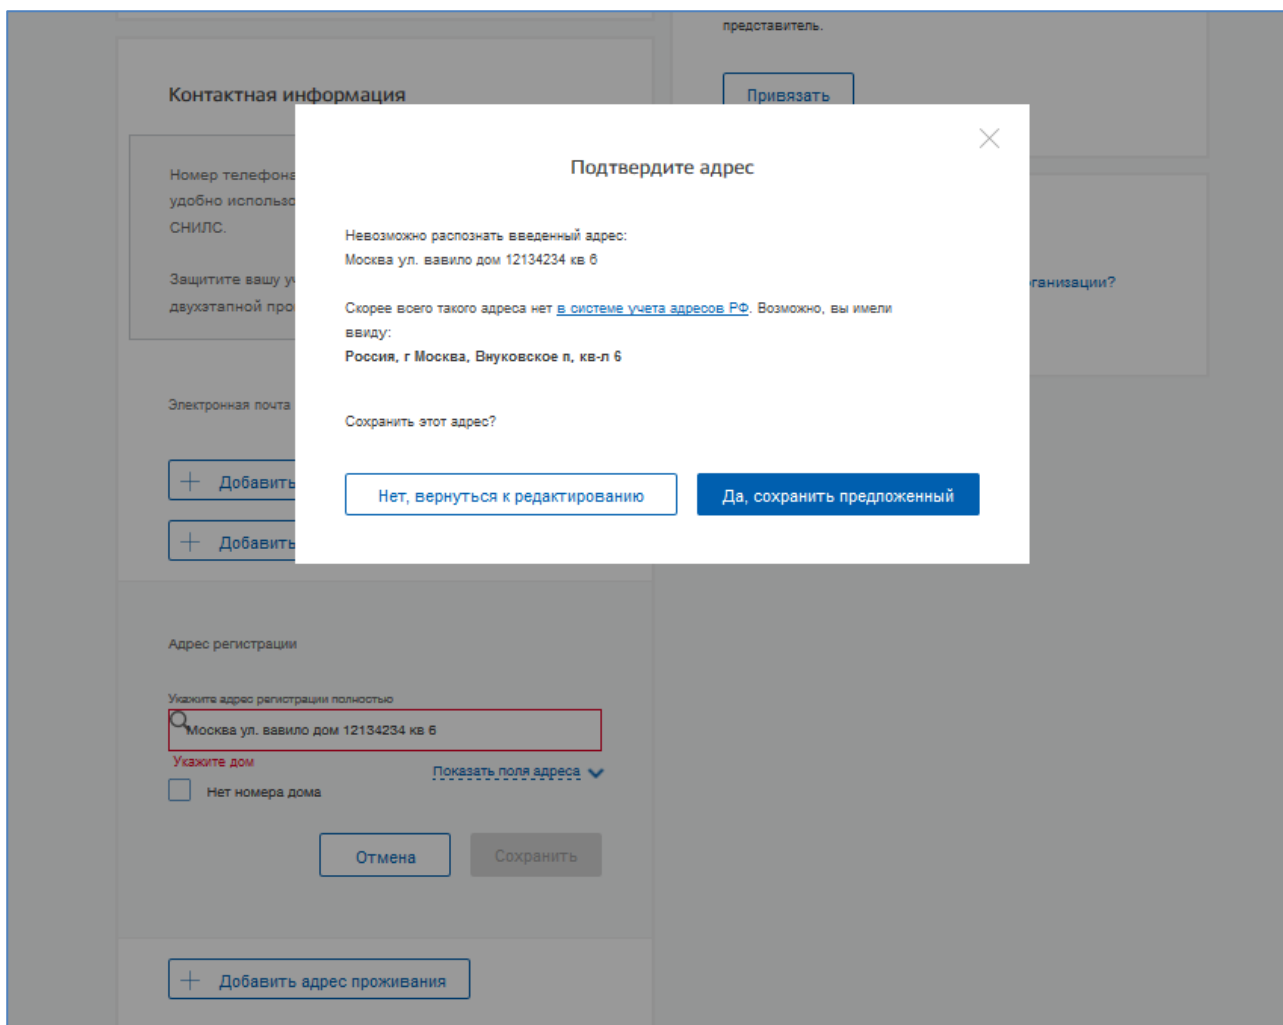 представитель.
Контактная информация
Привязать
Номер телефона
удобно использо
СНИЛС.
Защитите вашу уч
двухэтапной про
Подтвердите адрес
Невозможно распознать введенный адрес:
Москва ул. вавило дом 12134234 кв 6
Скорее всего такого адреса нет в системе учета адресов РФ. Возможно, вы имели
ввиду:
Россия, г Москва, Внуковское п, кв-л 6
Сохранить этот адрес?
Нет, вернуться к редактированию
Да, сохранить предложенный
ганизации?
Электронная почта
Добавить
Добавить
Адрес регистрации
Укажите адрес регистрации полностью
Москва ул. вавило дом 12134234 кв 6
Укажите дом
Показать поля адреса
Нет номера дома
Отмена
Сохранить
Добавить адрес проживания